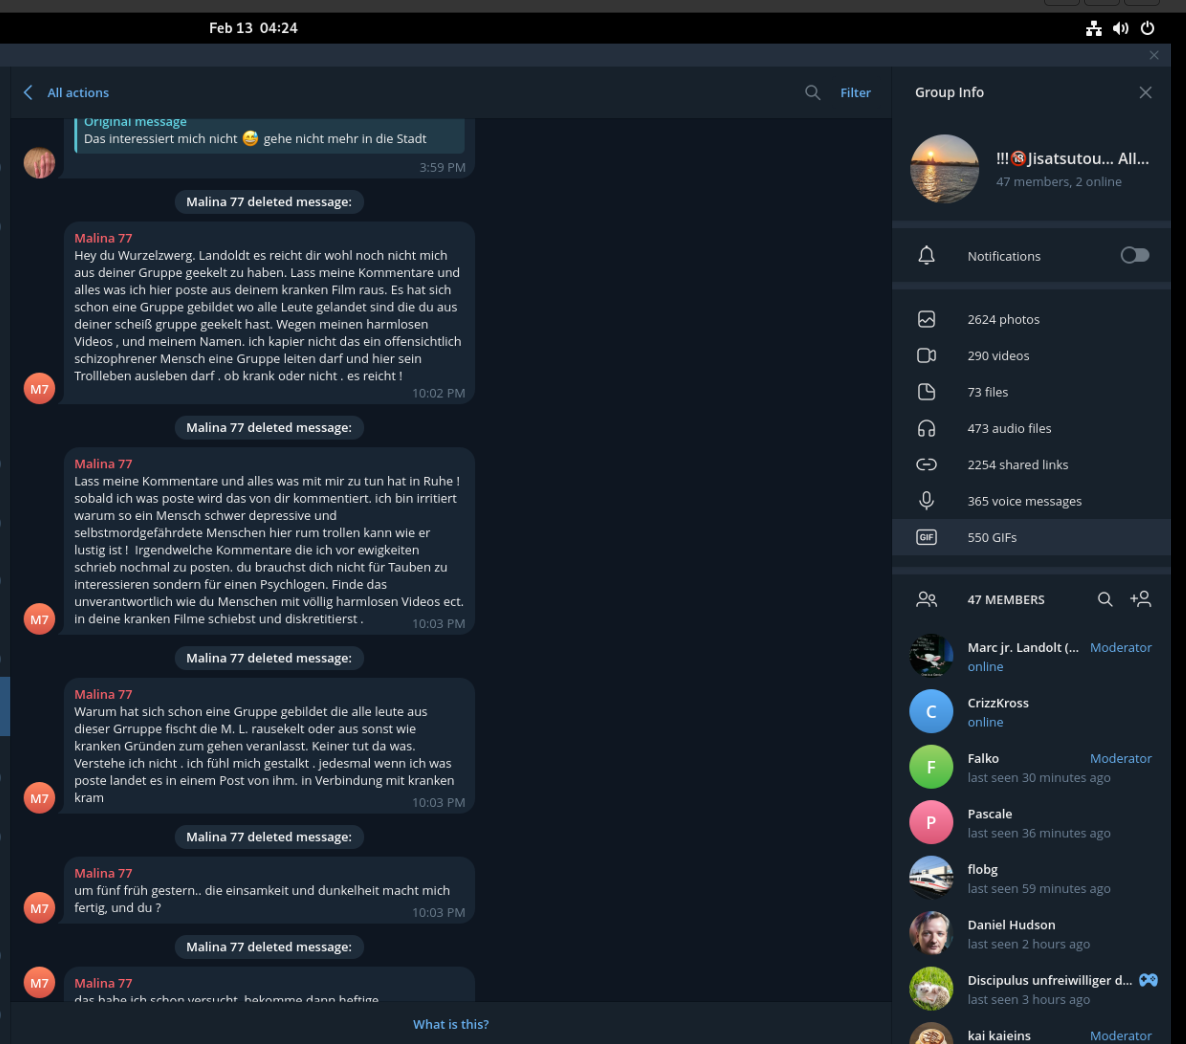 Feb 13 04:24
All actions
Filter
Original message
Das interessiert mich nicht 😅 gehe nicht mehr in die Stadt
3:59 PM
Malina 77 deleted message:
Malina 77
Hey du Wurzelzwerg. Landoldt es reicht dir wohl noch nicht mich
aus deiner Gruppe geekelt zu haben. Lass meine Kommentare und
alles was ich hier poste aus deinem kranken Film raus. Es hat sich
schon eine Gruppe gebildet wo alle Leute gelandet sind die du aus
deiner scheiß gruppe geekelt hast. Wegen meinen harmlosen
Videos , und meinem Namen. ich kapier nicht das ein offensichtlich
schizophrener Mensch eine Gruppe leiten darf und hier sein
Trollleben ausleben darf . ob krank oder nicht . es reicht !
M7
10:02 PM
Malina 77 deleted message:
Malina 77
Lass meine Kommentare und alles was mit mir zu tun hat in Ruhe !
sobald ich was poste wird das von dir kommentiert. ich bin irritiert
warum so ein Mensch schwer depressive und
selbstmordgefährdete Menschen hier rum trollen kann wie er
lustig ist !  Irgendwelche Kommentare die ich vor ewigkeiten
schrieb nochmal zu posten. du brauchst dich nicht für Tauben zu
interessieren sondern für einen Psychlogen. Finde das
unverantwortlich wie du Menschen mit völlig harmlosen Videos ect.
in deine kranken Filme schiebst und diskretitierst .
M7
10:03 PM
Malina 77 deleted message:
Malina 77
Warum hat sich schon eine Gruppe gebildet die alle leute aus
dieser Grruppe fischt die M. L. rausekelt oder aus sonst wie
kranken Gründen zum gehen veranlasst. Keiner tut da was.
Verstehe ich nicht . ich fühl mich gestalkt . jedesmal wenn ich was
poste landet es in einem Post von ihm. in Verbindung mit kranken
kram
M7
10:03 PM
Malina 77 deleted message:
Malina 77
um fünf früh gestern.. die einsamkeit und dunkelheit macht mich
fertig, und du ?
M7
10:03 PM
Malina 77 deleted message:
M7
Malina 77
das habe ich schon versucht, bekomme dann heftige
What is this?
Group Info
!!!🔞Jisatsutou... All...
47 members, 2 online
Notifications
2624 photos
290 videos
73 files
473 audio files
2254 shared links
365 voice messages
GIF
550 GIFs
47 MEMBERS
Marc jr. Landolt (... Moderator
online
C
CrizzKross
online
F
Falko Moderator
last seen 30 minutes ago
P
Pascale
last seen 36 minutes ago
flobg
last seen 59 minutes ago
Daniel Hudson
last seen 2 hours ago
Discipulus unfreiwilliger d... 🎮
last seen 3 hours ago
kai kaieins Moderator